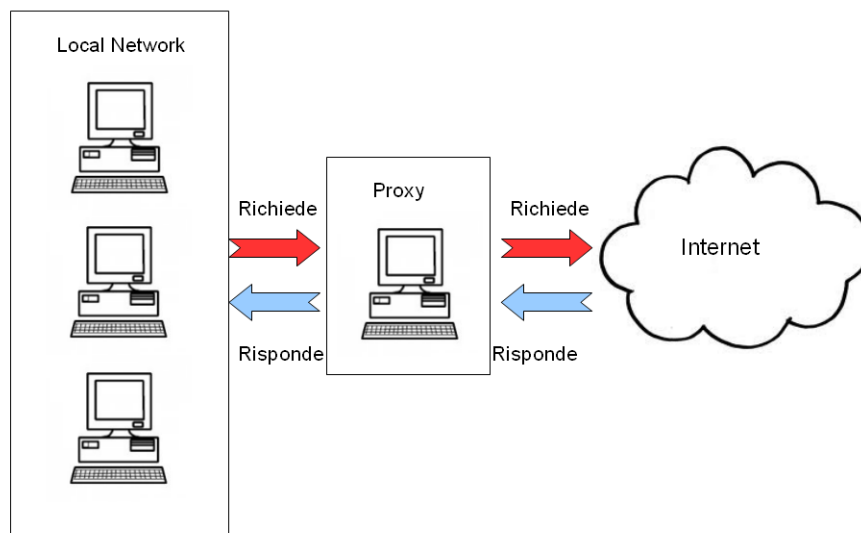 Local Network
Proxy
Richiede
Richiede
Internet
Risponde
Risponde